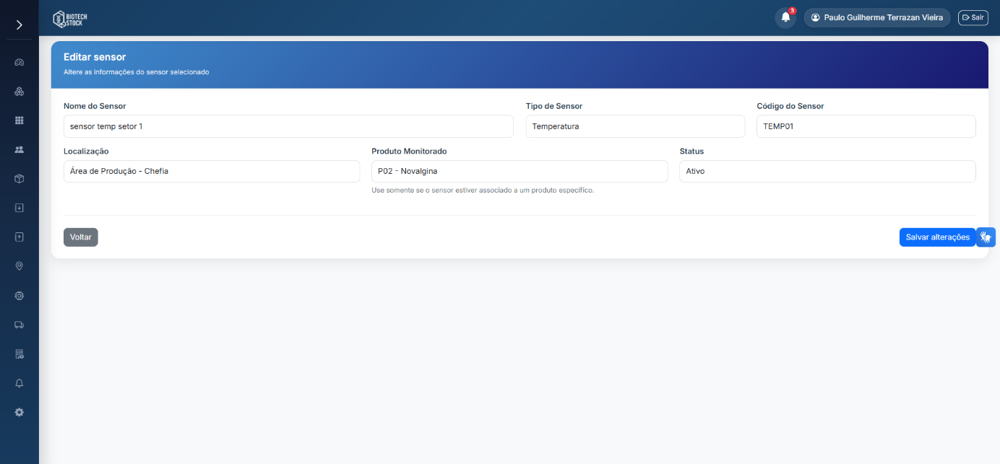 BIOTECH
STOCK
3
Paulo Guilherme Terrazan Vieira
Sair
Editar sensor
Altere as informações do sensor selecionado
Nome do Sensor
Tipo de Sensor
Código do Sensor
sensor temp setor 1
Temperatura
TEMP01
Localização
Produto Monitorado
Status
Área de Produção - Chefia
P02 - Novalgina
Ativo
Use somente se o sensor estiver associado a um produto específico.
Voltar
Salvar alterações